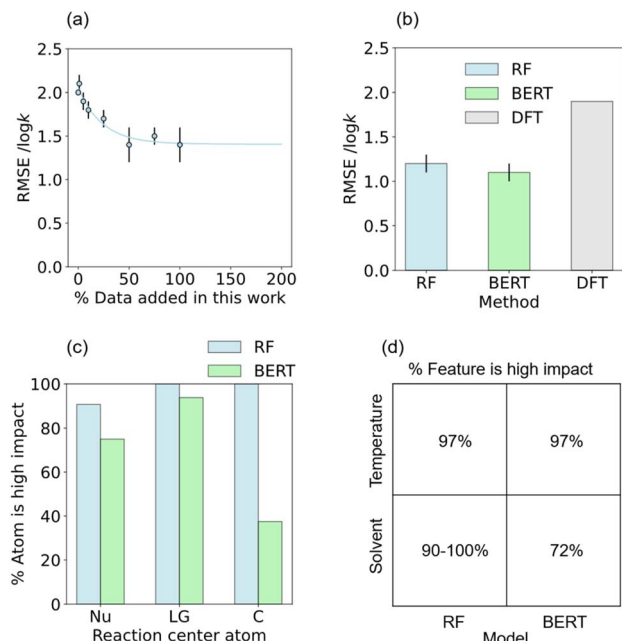 (a)
2.5
2.0
1.5
1.0
0.5
0.0
RMSE /logk
0 50 100 150 200
% Data added in this work
(b)
2.5
2.0
1.5
1.0
0.5
0.0
RMSE /logk
RF
BERT
DFT
RF BERT DFT
Method
(c)
RF
BERT
100
80
60
40
20
0
% Atom is high impact
Nu LG C
Reaction center atom
(d)
% Feature is high impact
Temperature
97% 97%
Solvent
90-100% 72%
RF BERT
Model